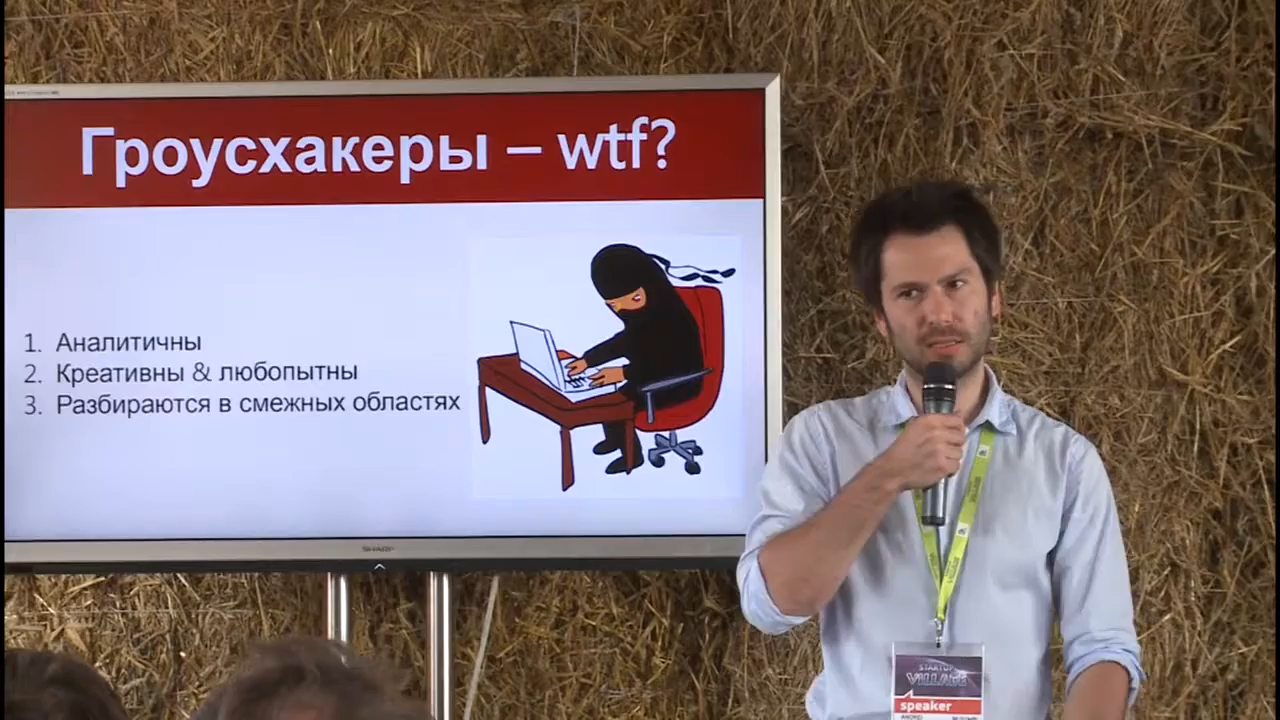 Гроусхакеры – wtf?
1. Аналитичны
2. Креативны & любопытны
3. Разбираются в смежных областях
SHARP
STARTUP
VILLAGE
speaker